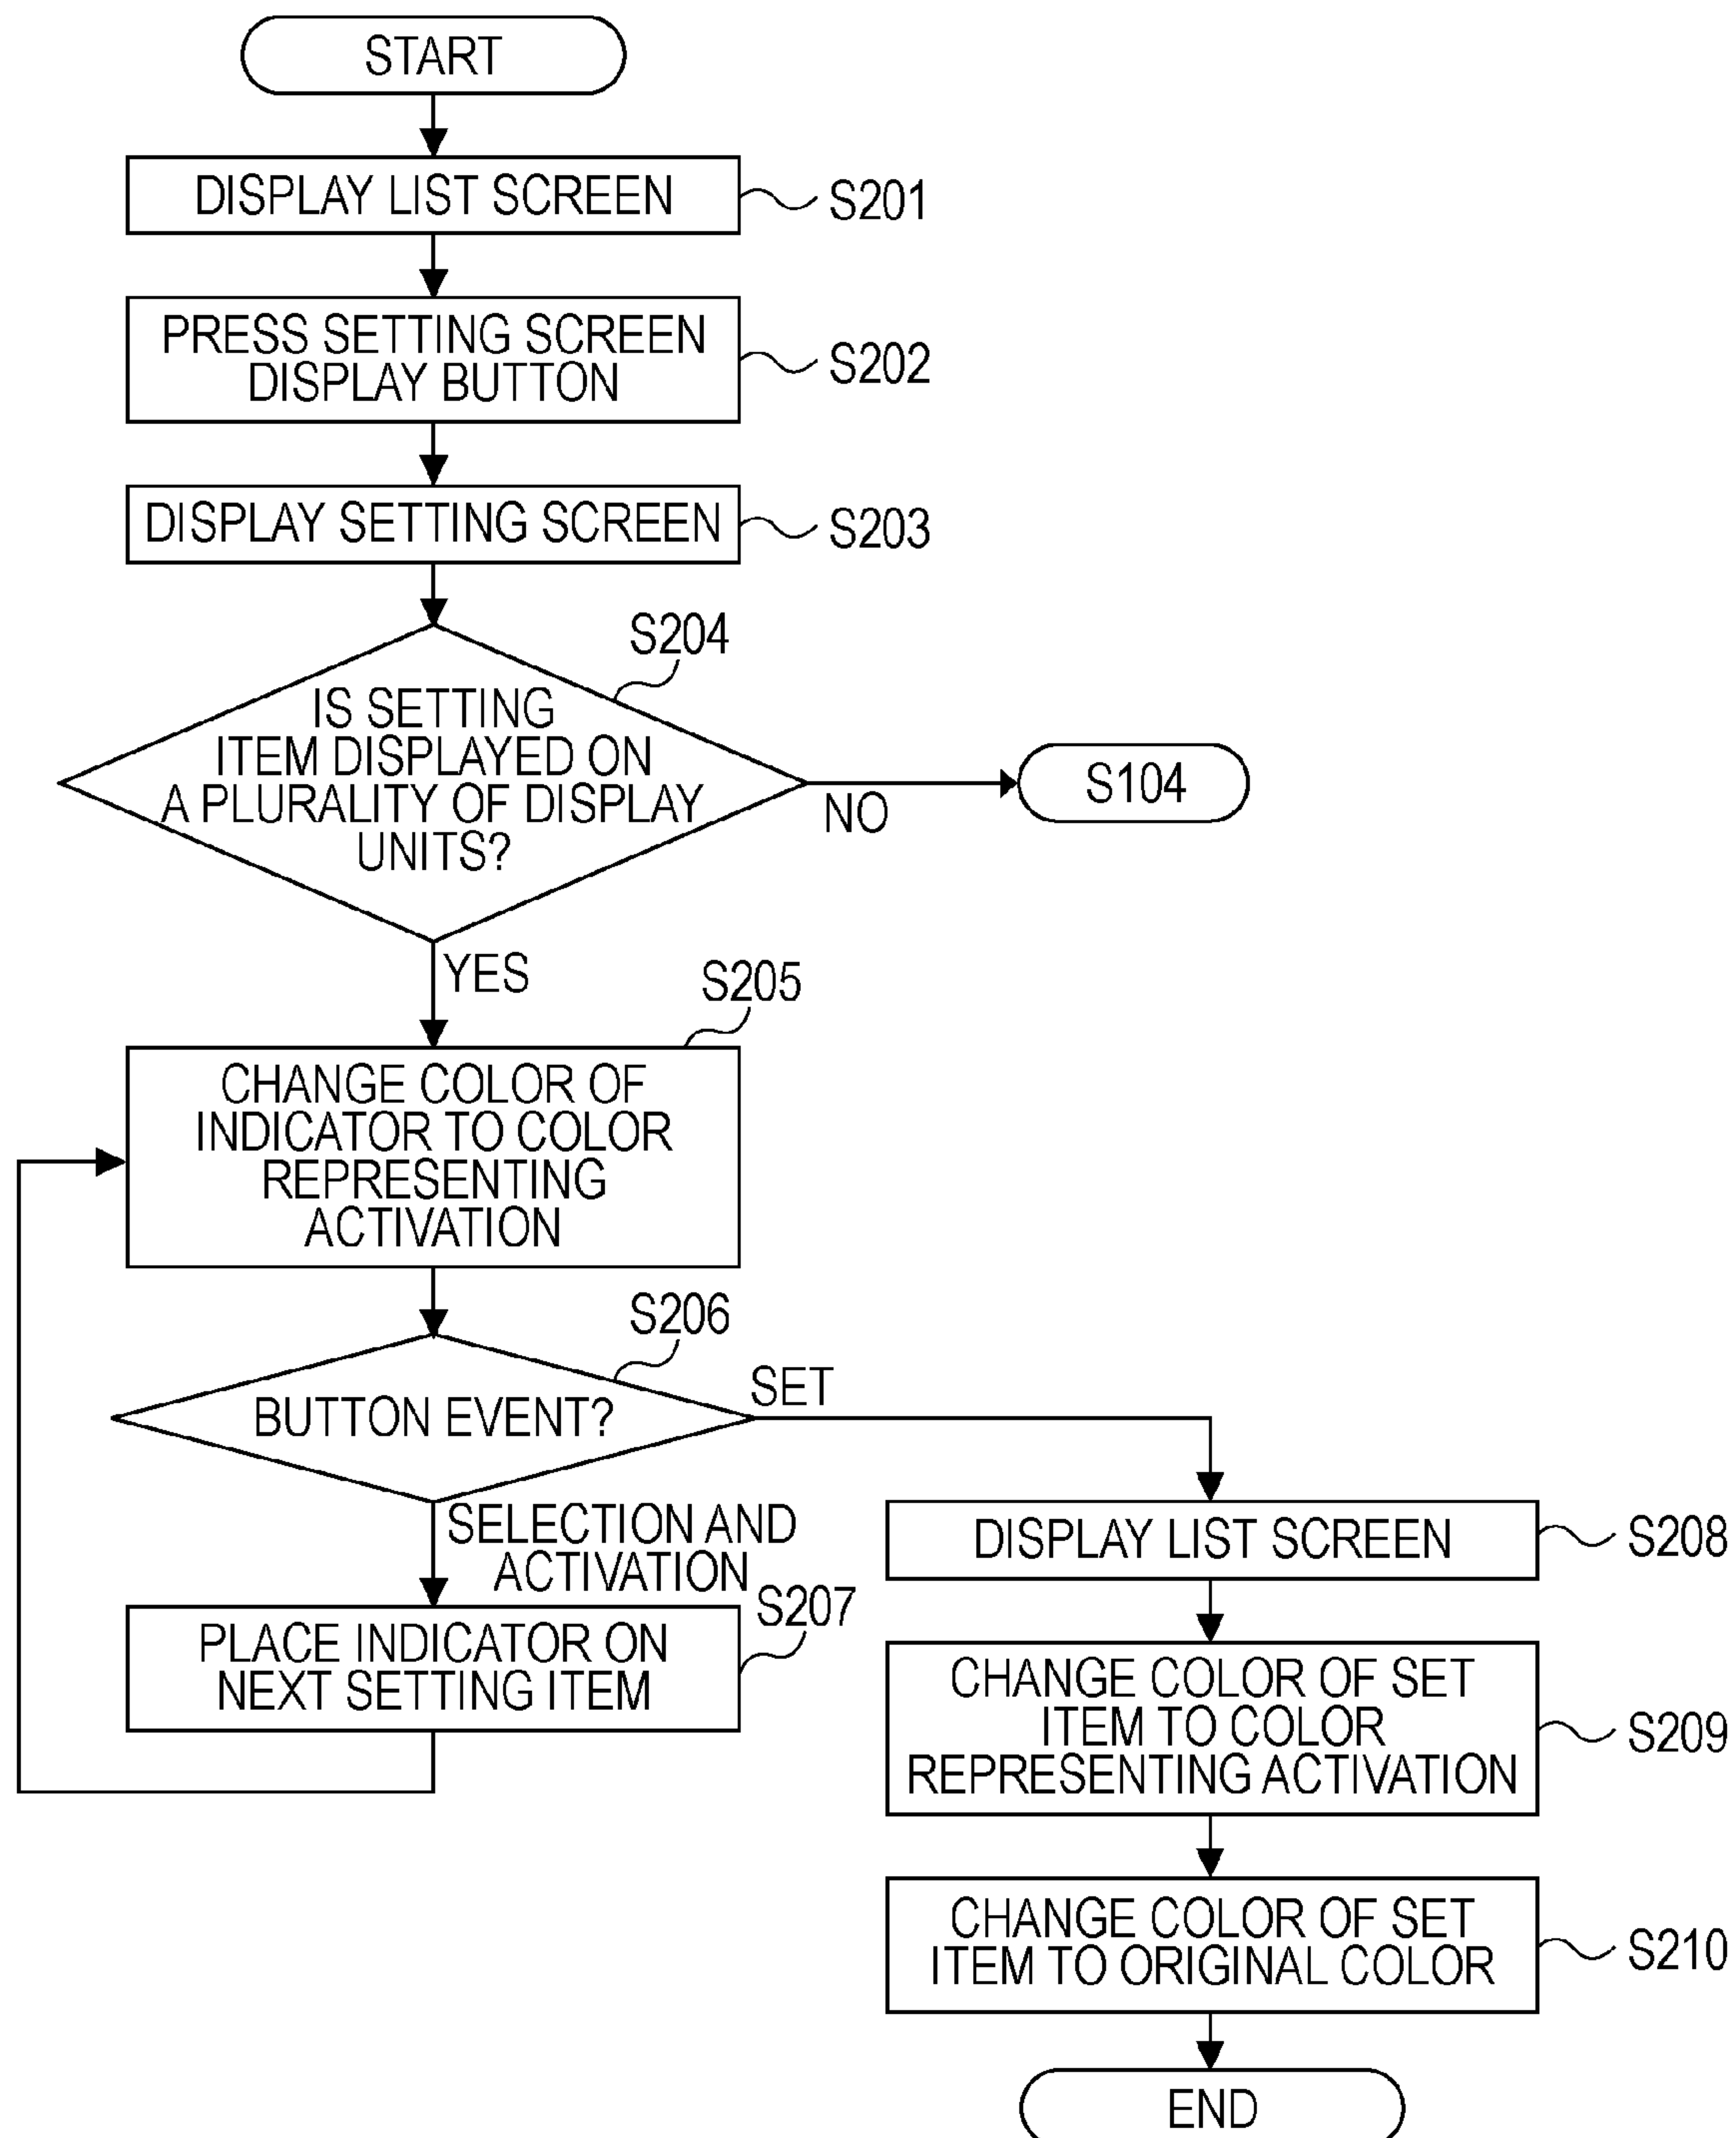 START
DISPLAY LIST SCREEN
S201
PRESS SETTING SCREEN
DISPLAY BUTTON
S202
DISPLAY SETTING SCREEN
S203
S204
IS SETTING
ITEM DISPLAYED ON
A PLURALITY OF DISPLAY
UNITS?
NO
S104
YES
S205
CHANGE COLOR OF
INDICATOR TO COLOR
REPRESENTING
ACTIVATION
S206
BUTTON EVENT?
SET
SELECTION AND
ACTIVATION
S207
PLACE INDICATOR ON
NEXT SETTING ITEM
DISPLAY LIST SCREEN
S208
CHANGE COLOR OF SET
ITEM TO COLOR
REPRESENTING ACTIVATION
S209
CHANGE COLOR OF SET
ITEM TO ORIGINAL COLOR
S210
END